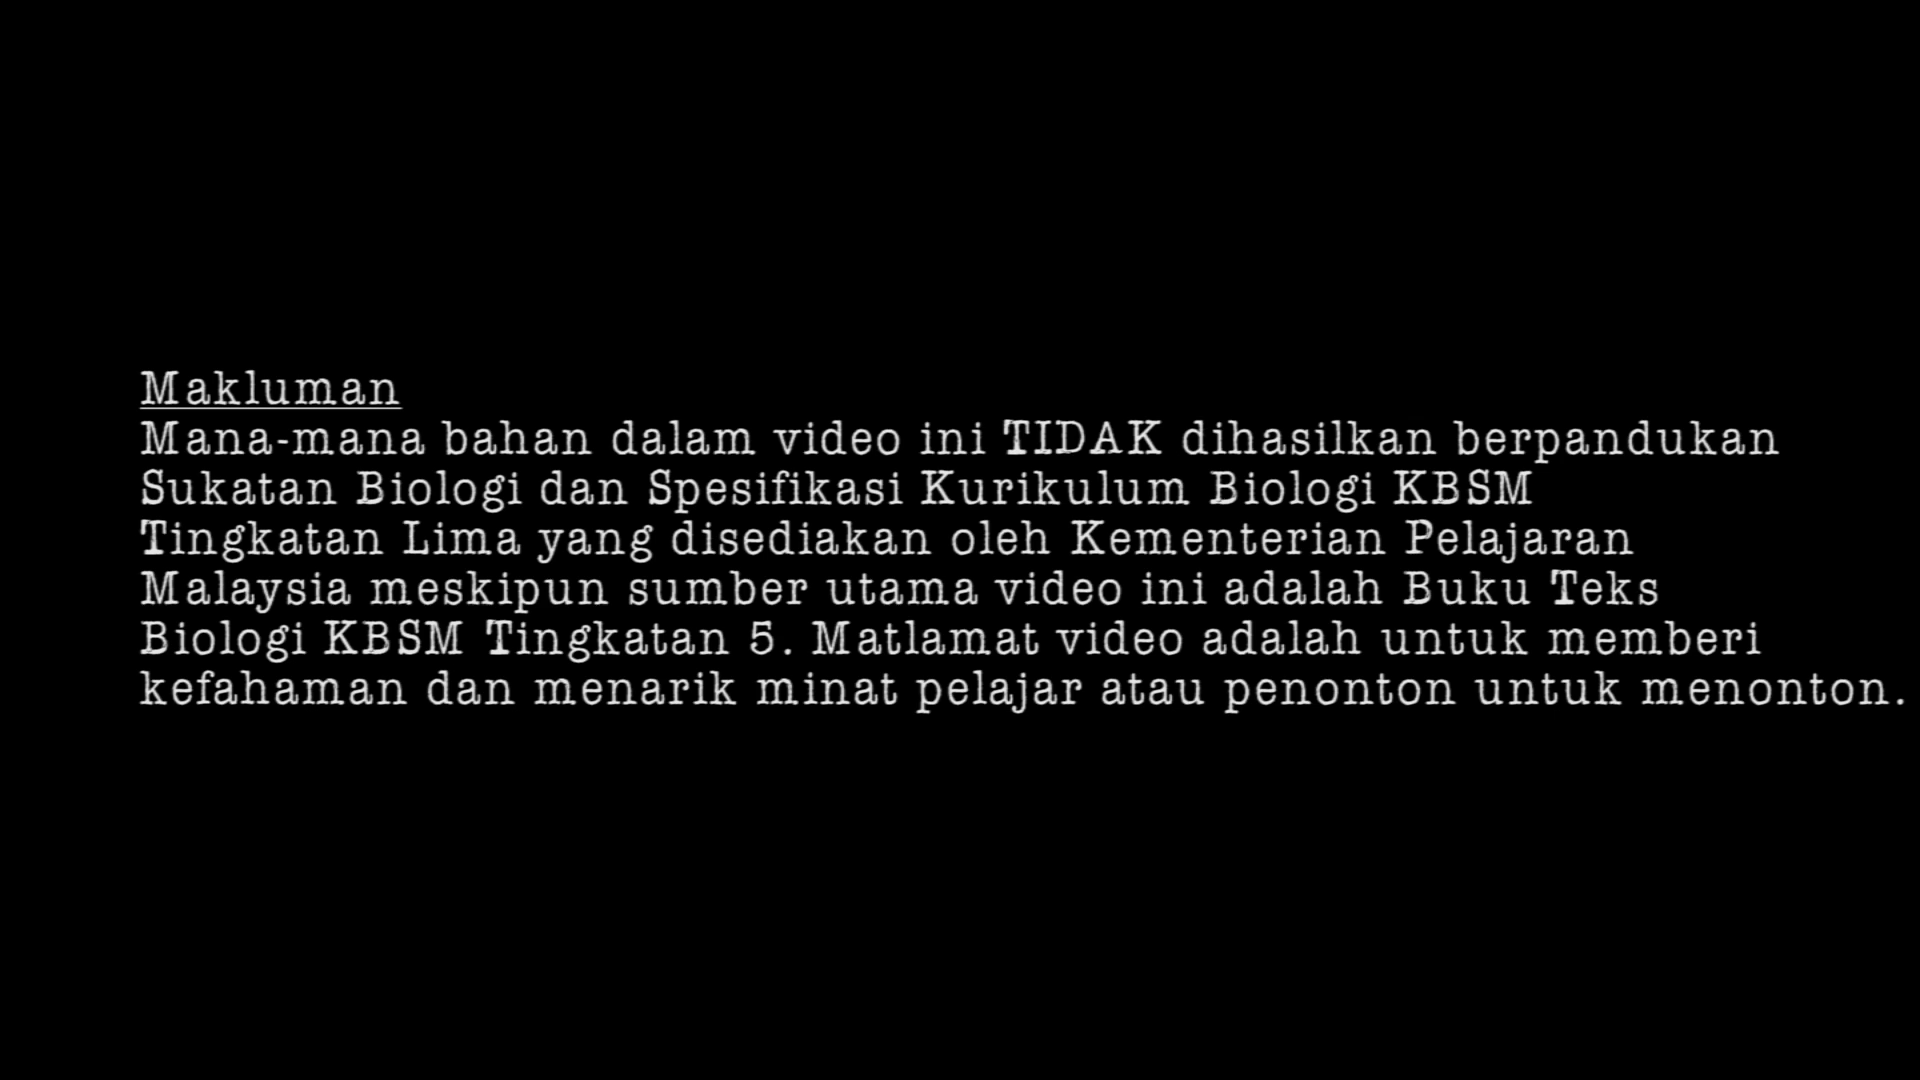 Makluman
Mana-mana bahan dalam video ini TIDAK dihasilkan berpandukan
Sukatan Biologi dan Spesifikasi Kurikulum Biologi KBSM
Tingkatan Lima yang disediakan oleh Kementerian Pelajaran
Malaysia meskipun sumber utama video ini adalah Buku Teks
Biologi KBSM Tingkatan 5. Matlamat video adalah untuk memberi
kefahaman dan menarik minat pelajar atau penonton untuk menonton.